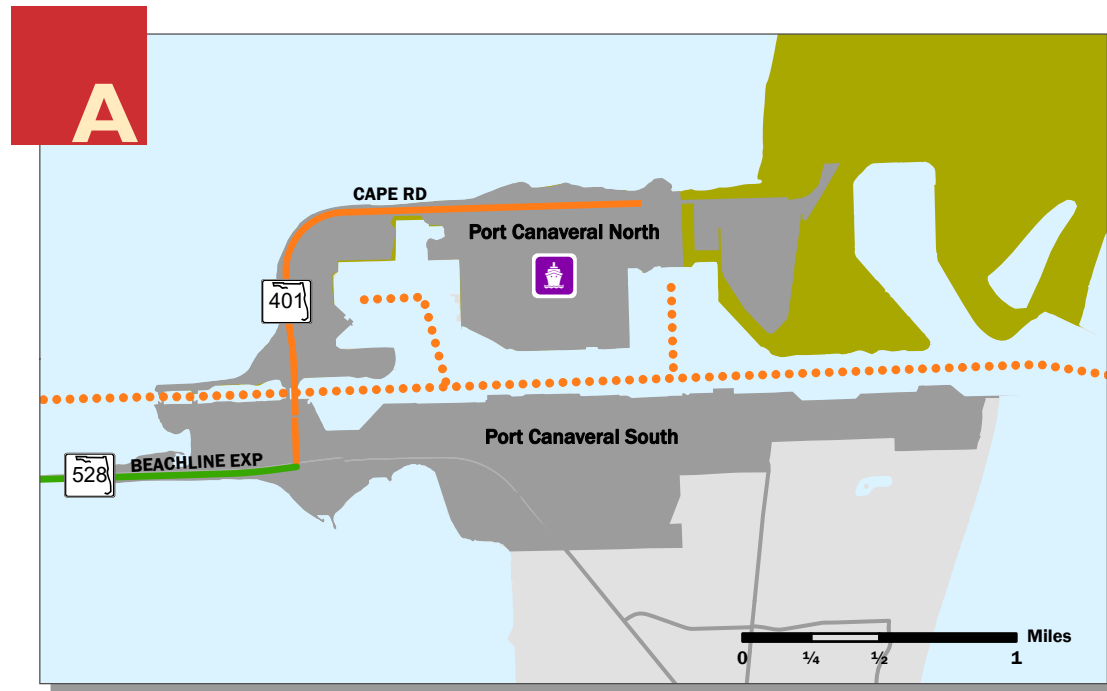 A
CAPE RD
Port Canaveral North
401
Port Canaveral South
BEACHLINE EXP
528
Miles
0 ¼ ½ 1